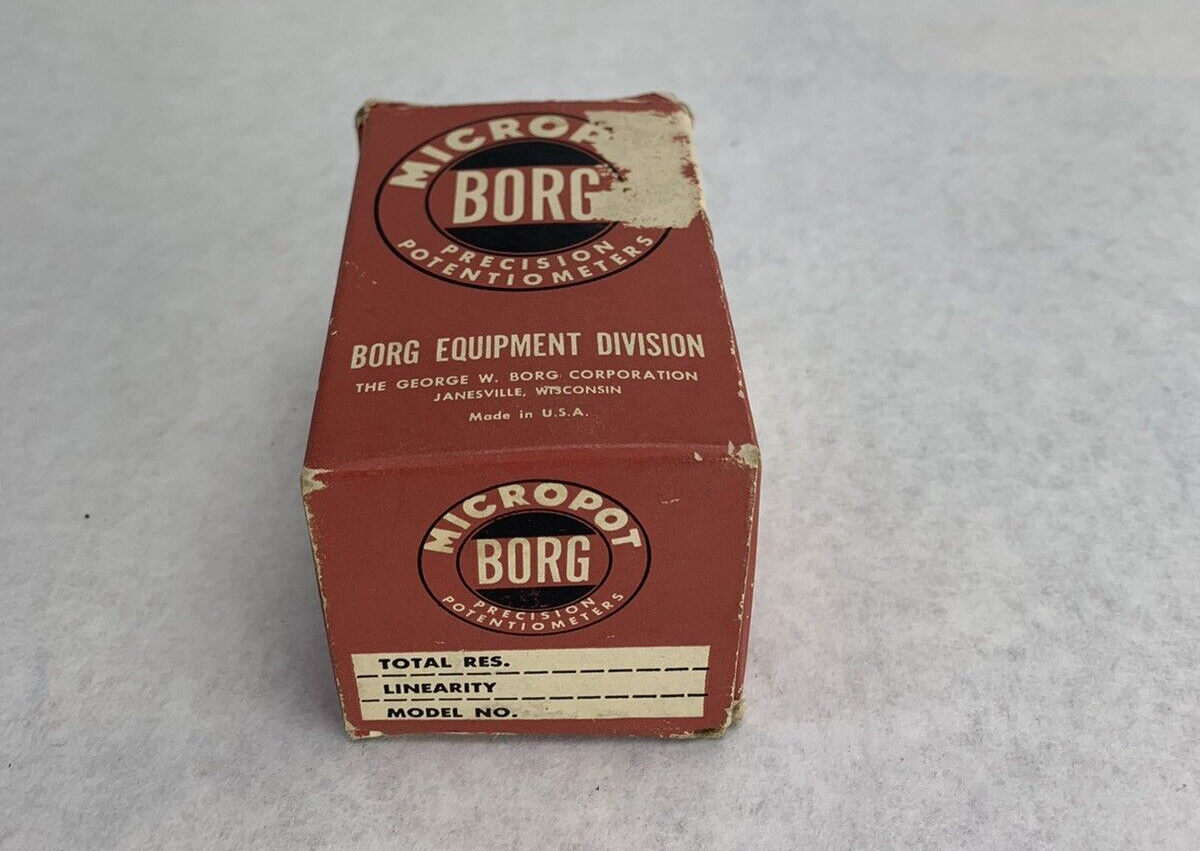 MICROP
BORG
PRECISION
POTENTIOMETERS
BORG EQUIPMENT DIVISION
THE GEORGE W. BORG CORPORATION
JANESVILLE, WISCONSIN
Made in U.S.A.
MICROPOT
BORG
PRECISION
POTENTIOMETERS
TOTAL RES.
LINEARITY
MODEL NO.